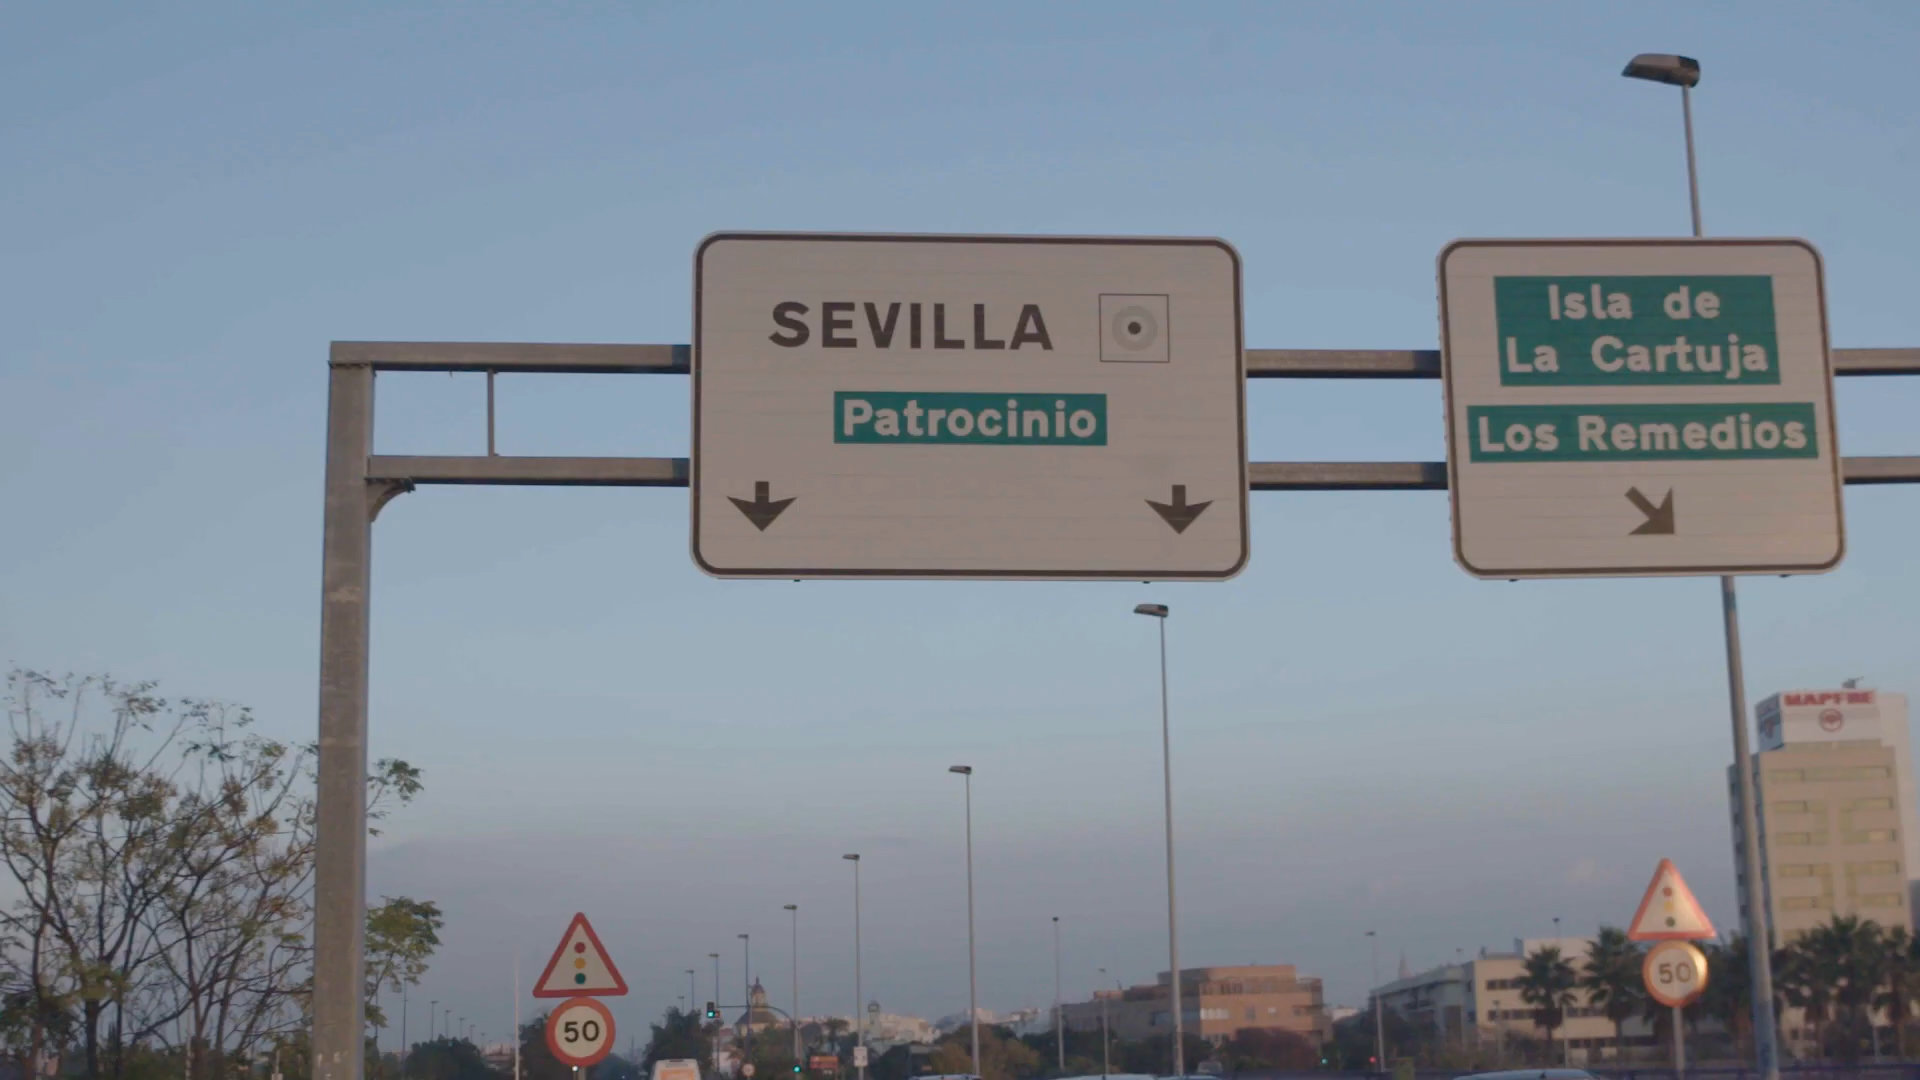 SEVILLA
Patrocinio
Isla de
La Cartuja
Los Remedios
MAPFRE
50
50